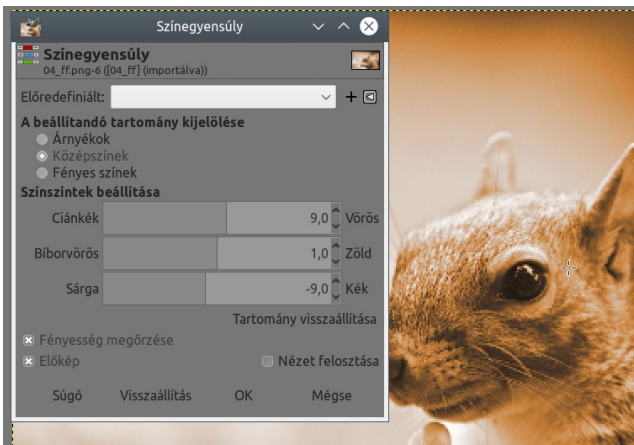 Színegyensúly
Színegyensúly
04_ff.png-6 ([04_ff] (importálva))
Előredefiniált:
A beállítandó tartomány kijelölése
Árnyékok
Középszínek
Fényes színek
Színszintek beállítása
Ciánkék 9,0 Vörös
Bíborvörös 1,0 Zöld
Sárga -9,0 Kék
Tartomány visszaállítása
Fényesség megőrzése
Előkép Nézet felosztása
Súgó Visszaállítás OK Mégse